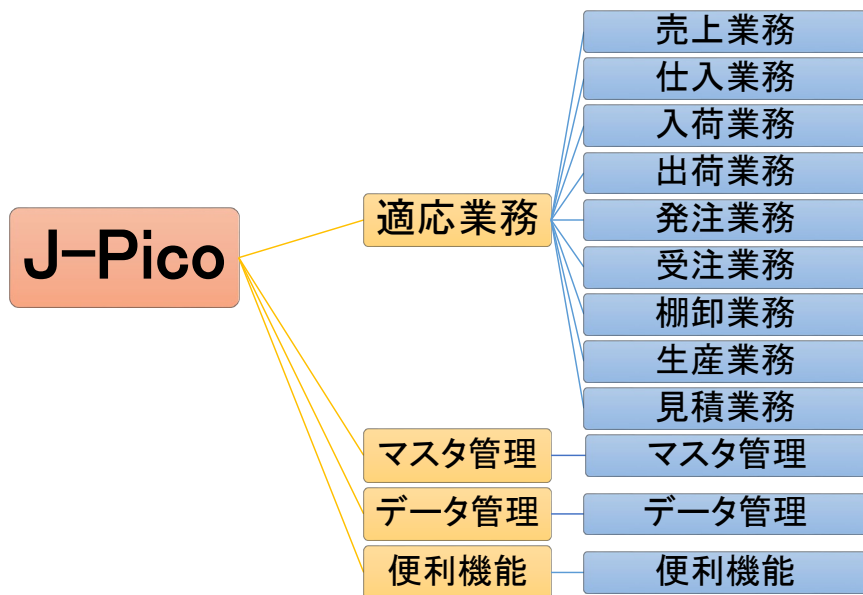 J-Pico
適応業務
売上業務
仕入業務
入荷業務
出荷業務
発注業務
受注業務
棚卸業務
生産業務
見積業務
マスタ管理
マスタ管理
データ管理
データ管理
便利機能
便利機能